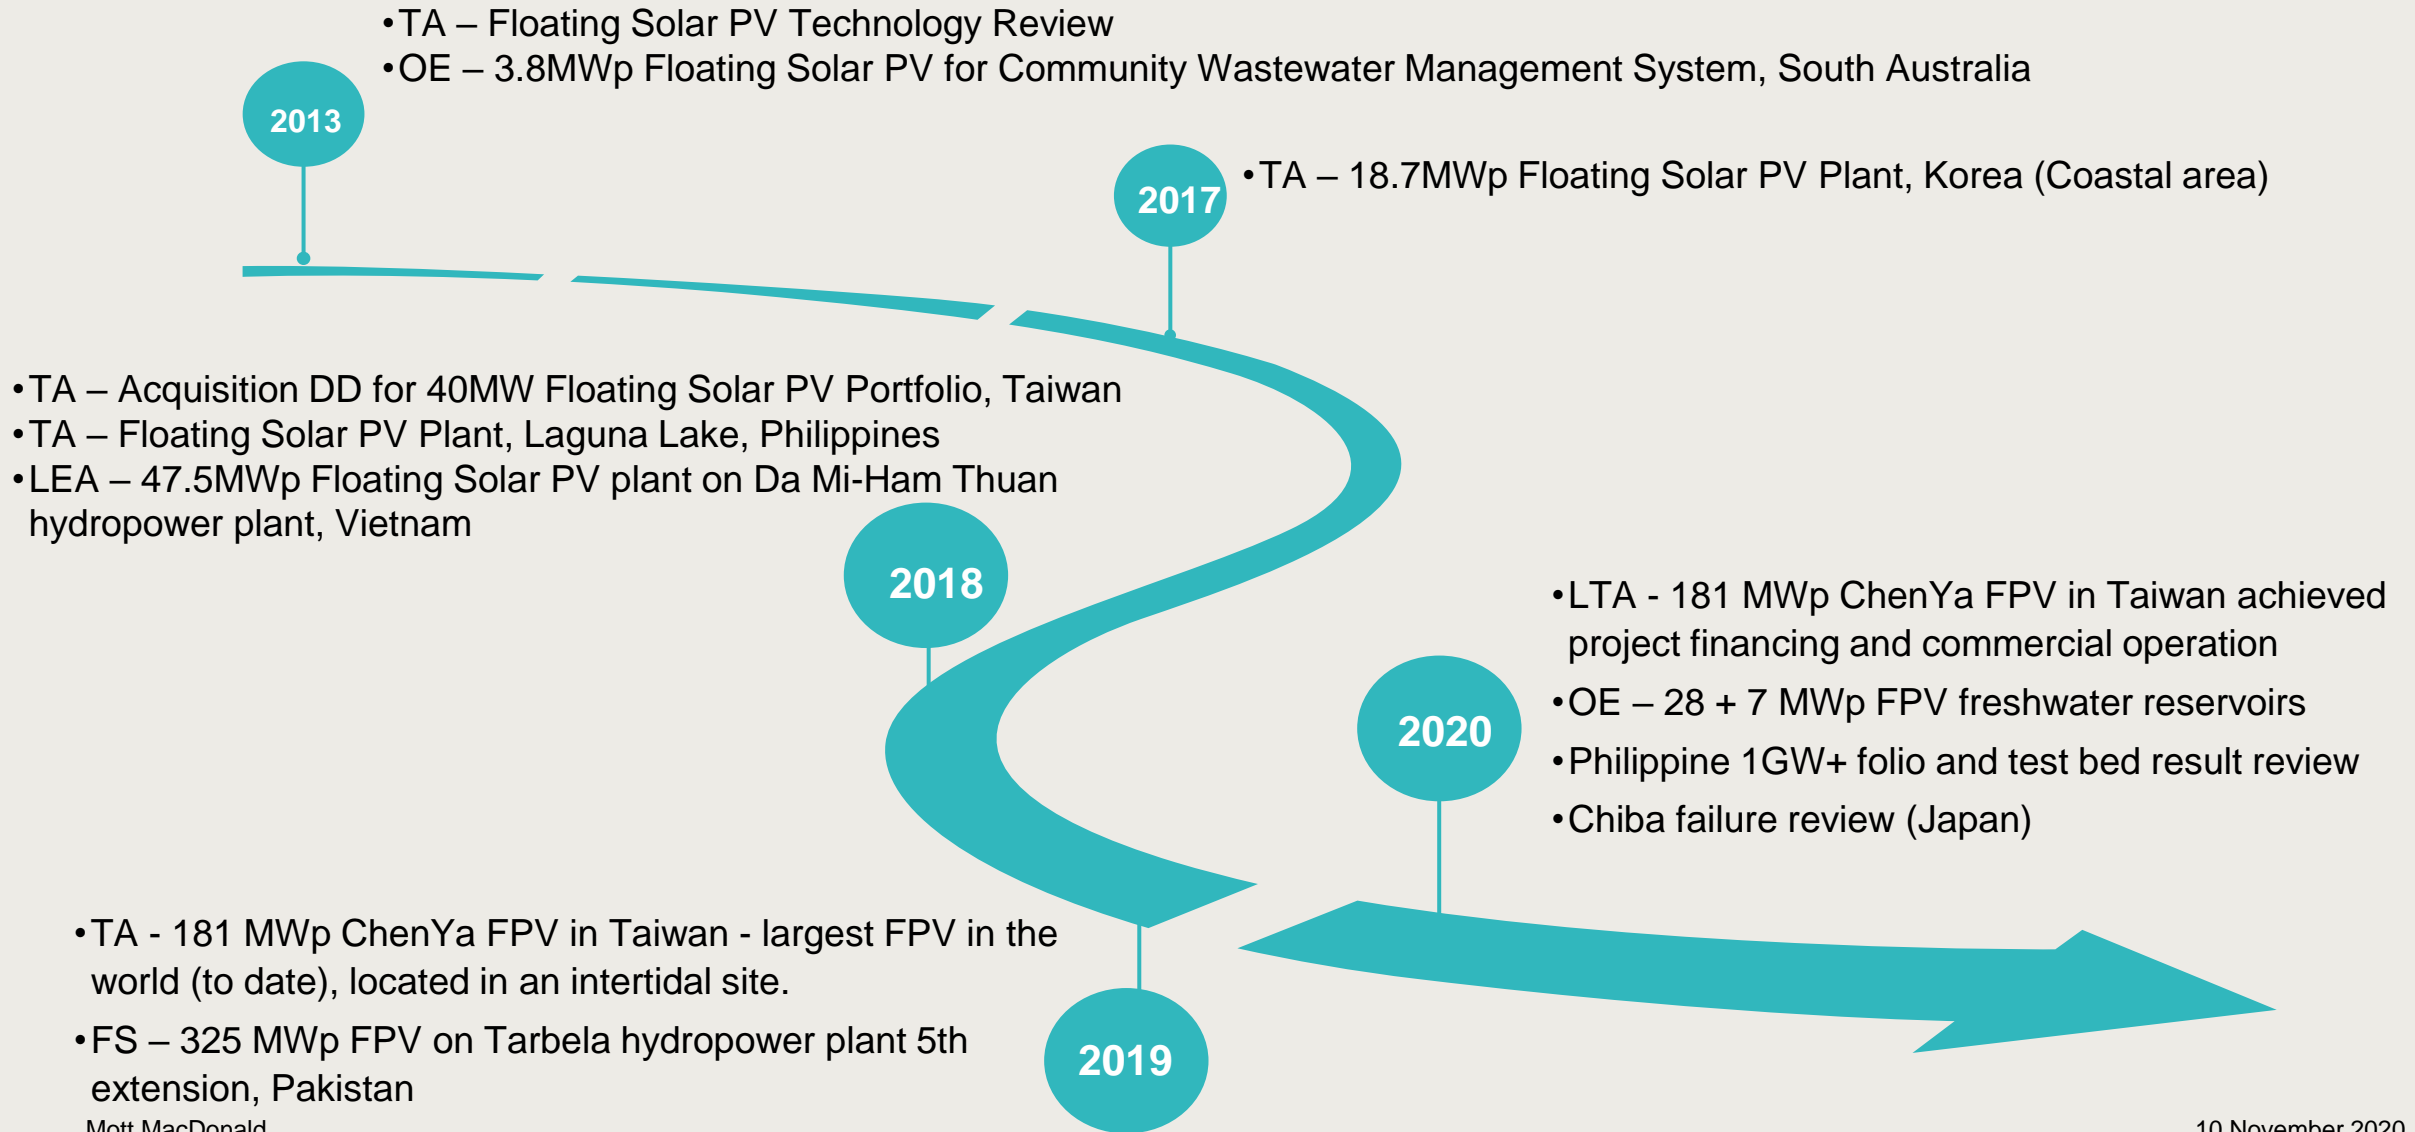 •TA – Floating Solar PV Technology Review
•OE – 3.8MWp Floating Solar PV for Community Wastewater Management System, South Australia
2013
2017
•TA – 18.7MWp Floating Solar PV Plant, Korea (Coastal area)
•TA – Acquisition DD for 40MW Floating Solar PV Portfolio, Taiwan
•TA – Floating Solar PV Plant, Laguna Lake, Philippines
•LEA – 47.5MWp Floating Solar PV plant on Da Mi-Ham Thuan
hydropower plant, Vietnam
2018
•LTA - 181 MWp ChenYa FPV in Taiwan achieved
project financing and commercial operation
•OE – 28 + 7 MWp FPV freshwater reservoirs
•Philippine 1GW+ folio and test bed result review
•Chiba failure review (Japan)
2020
•TA - 181 MWp ChenYa FPV in Taiwan - largest FPV in the
world (to date), located in an intertidal site.
•FS – 325 MWp FPV on Tarbela hydropower plant 5th
extension, Pakistan
2019
Mott MacDonald
10 November 2020